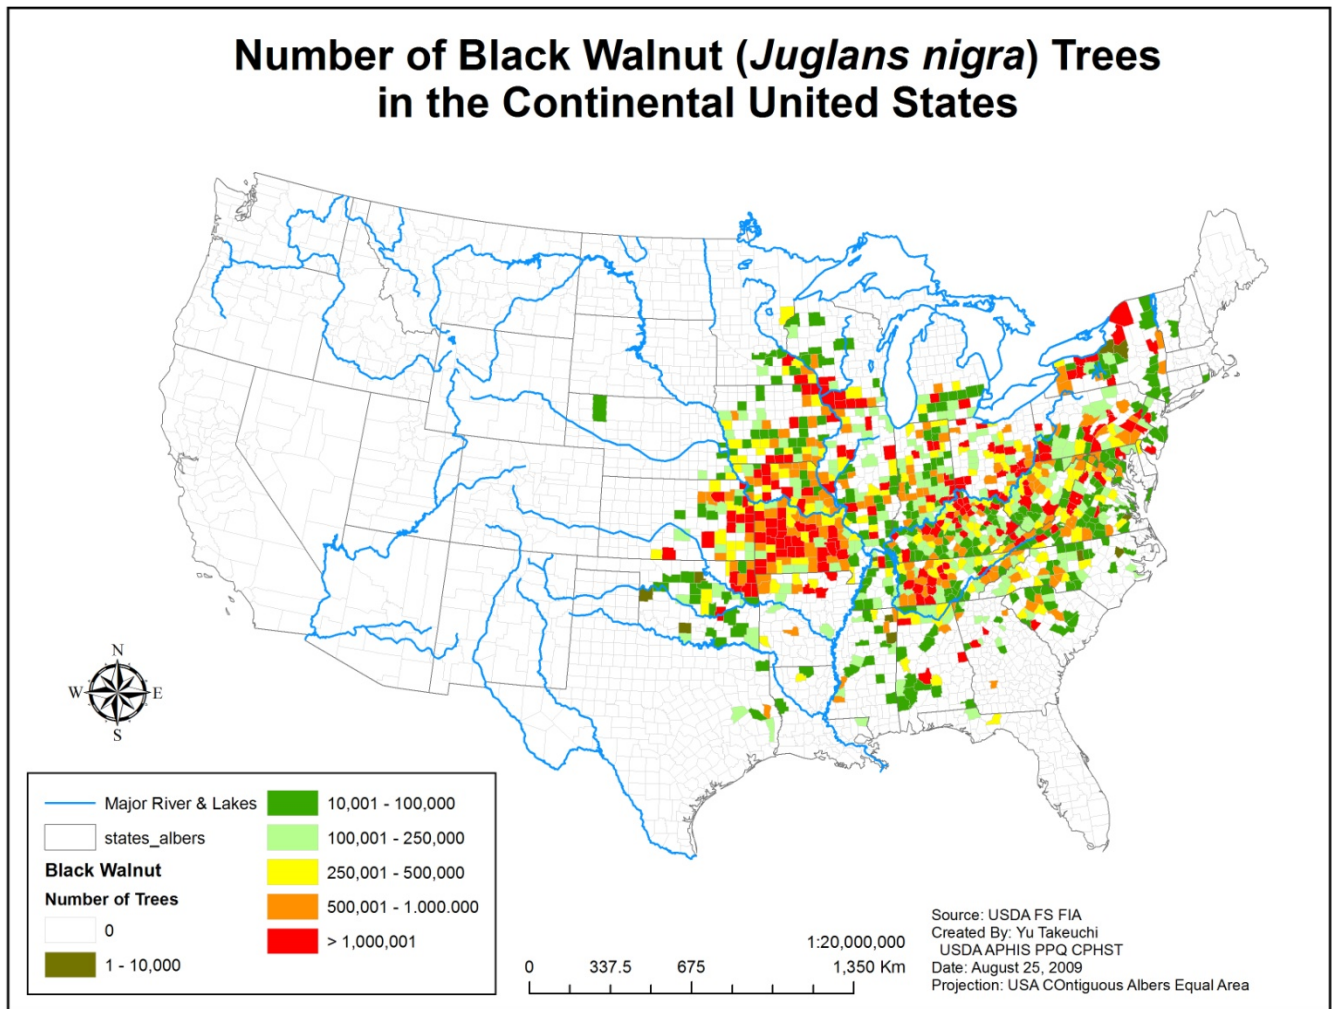 Number of Black Walnut (Juglans nigra) Trees
in the Continental United States
N
W
E
S
Major River & Lakes
states_albers
Black Walnut
Number of Trees
0
1 - 10,000
10,001 - 100,000
100,001 - 250,000
250,001 - 500,000
500,001 - 1.000.000
> 1,000,001
1:20,000,000
0 337.5 675 1,350 Km
Source: USDA FS FIA
Created By: Yu Takeuchi
USDA APHIS PPQ CPHST
Date: August 25, 2009
Projection: USA COntiguous Albers Equal Area